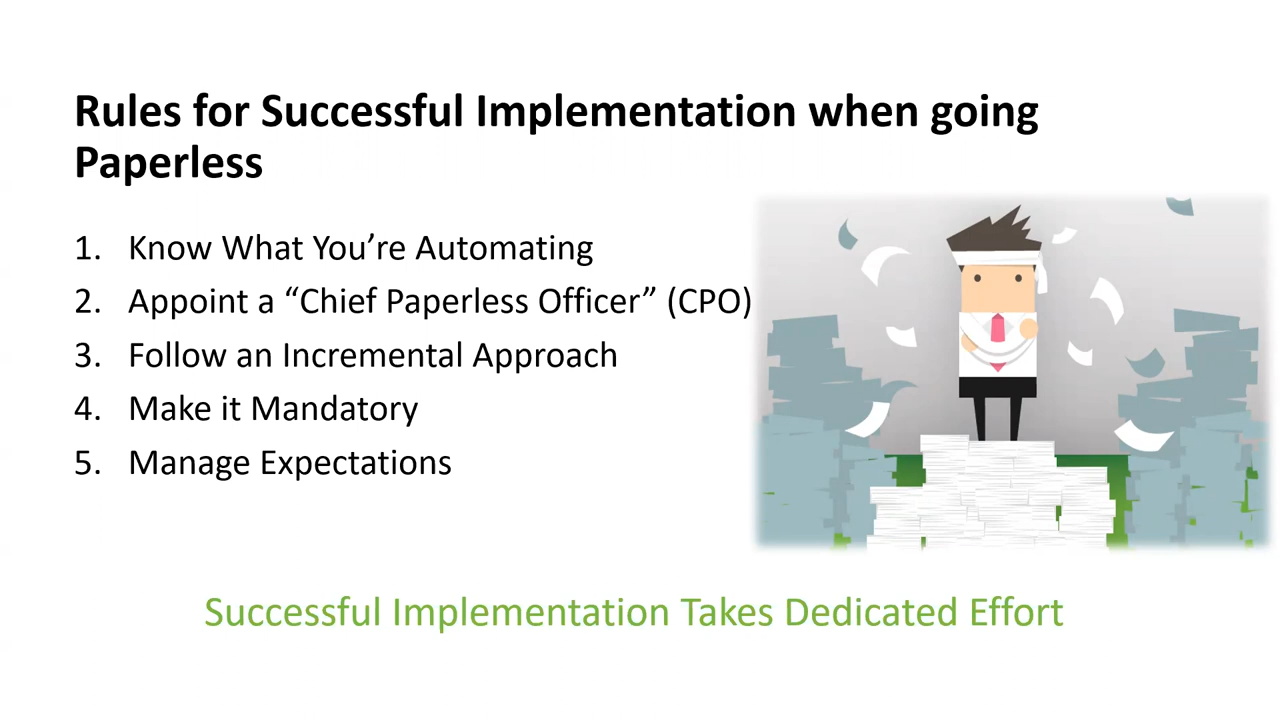 Rules for Successful Implementation when going
Paperless
1. Know What You’re Automating
2. Appoint a “Chief Paperless Officer” (CPO)
3. Follow an Incremental Approach
4. Make it Mandatory
5. Manage Expectations
Successful Implementation Takes Dedicated Effort